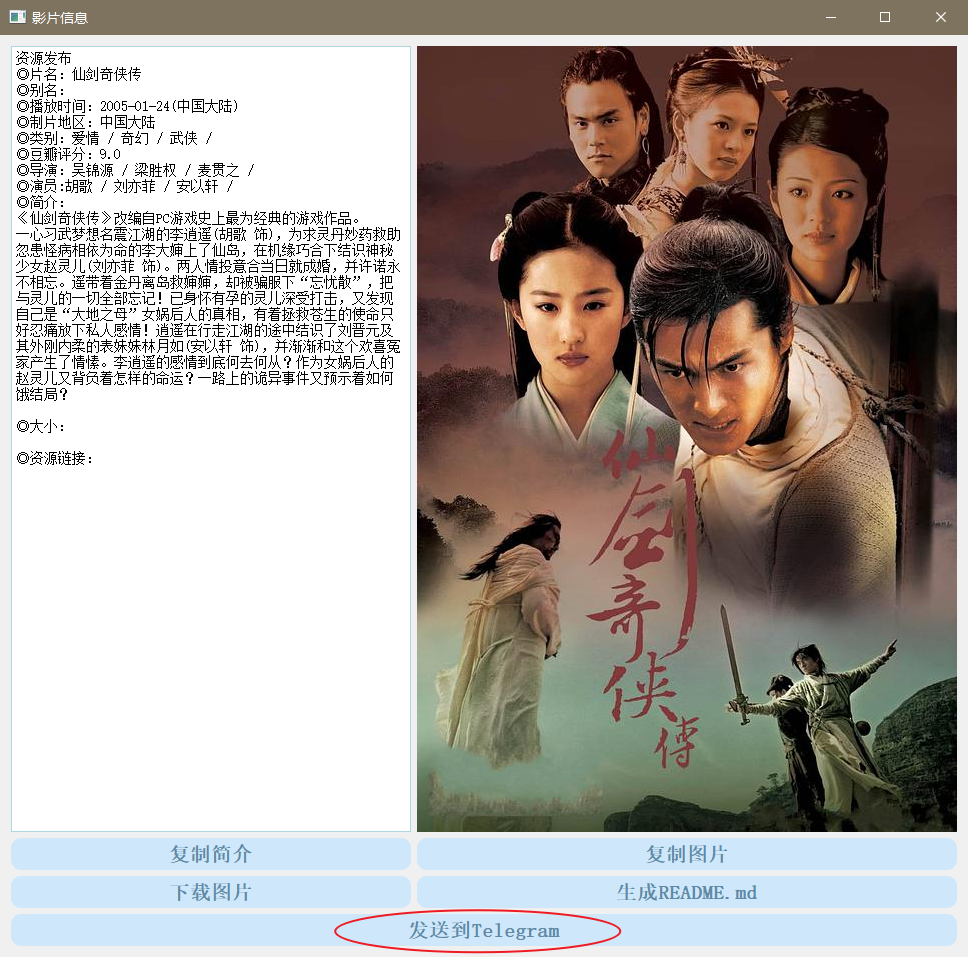 影片信息
资源发布
◎片名：仙剑奇侠传
◎别名：
◎播放时间：2005-01-24(中国大陆)
◎制片地区：中国大陆
◎类别：爱情 / 奇幻 / 武侠 /
◎豆瓣评分：9.0
◎导演：吴锦源 / 梁胜权 / 麦贯之 /
◎演员:胡歌 / 刘亦菲 / 安以轩 /
◎简介：
《仙剑奇侠传》改编自PC游戏史上最为经典的游戏作品。
一心习武梦想名震江湖的李逍遥(胡歌 饰)，为求灵丹妙药救助
忽患怪病相依为命的李大婶上了仙岛，在机缘巧合下结识神秘
少女赵灵儿(刘亦菲 饰)。两人情投意合当日就成婚，并许诺永
不相忘。遥带着金丹离岛救婶婶，却被骗服下“忘忧散”，把
与灵儿的一切全部忘记！已身怀有孕的灵儿深受打击，又发现
自己是“大地之母”女娲后人的真相，有着拯救苍生的使命只
好忍痛放下私人感情！逍遥在行走江湖的途中结识了刘晋元及
其外刚内柔的表妹妹林月如(安以轩 饰)，并渐渐和这个欢喜冤
家产生了情愫。李逍遥的感情到底何去何从？作为女娲后人的
赵灵儿又背负着怎样的命运？一路上的诡异事件又预示着如何
饿结局？
◎大小：
◎资源链接：
仙剑奇侠傳
复制简介
复制图片
下载图片
生成README.md
发送到Telegram